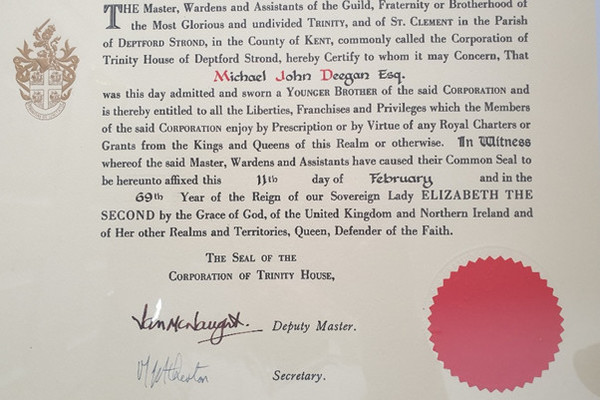 THE Master, Wardens and Assistants of the Guild, Fraternity or Brotherhood of
the Most Glorious and undivided TRINITY, and of ST. CLEMENT in the Parish
of DEPTFORD STROND, in the County of KENT, commonly called the Corporation of
Trinity House of Deptford Strond, hereby Certify to whom it may Concern, That
Michael John Deegan Esq.
was this day admitted and sworn a YOUNGER BROTHER of the said CORPORATION and
is thereby entitled to all the Liberties, Franchises and Privileges which the Members
of the said CORPORATION enjoy by Prescription or by Virtue of any Royal Charters or
Grants from the Kings and Queens of this Realm or otherwise. In Witness
whereof the said Master, Wardens and Assistants have caused their Common Seal to
be hereunto affixed this 11th day of February and in the
69th Year of the Reign of our Sovereign Lady ELIZABETH THE
SECOND by the Grace of God, of the United Kingdom and Northern Ireland and
of Her other Realms and Territories, Queen, Defender of the Faith.
THE SEAL OF THE
CORPORATION OF TRINITY HOUSE,
Ian McNaught. Deputy Master.
Secretary.